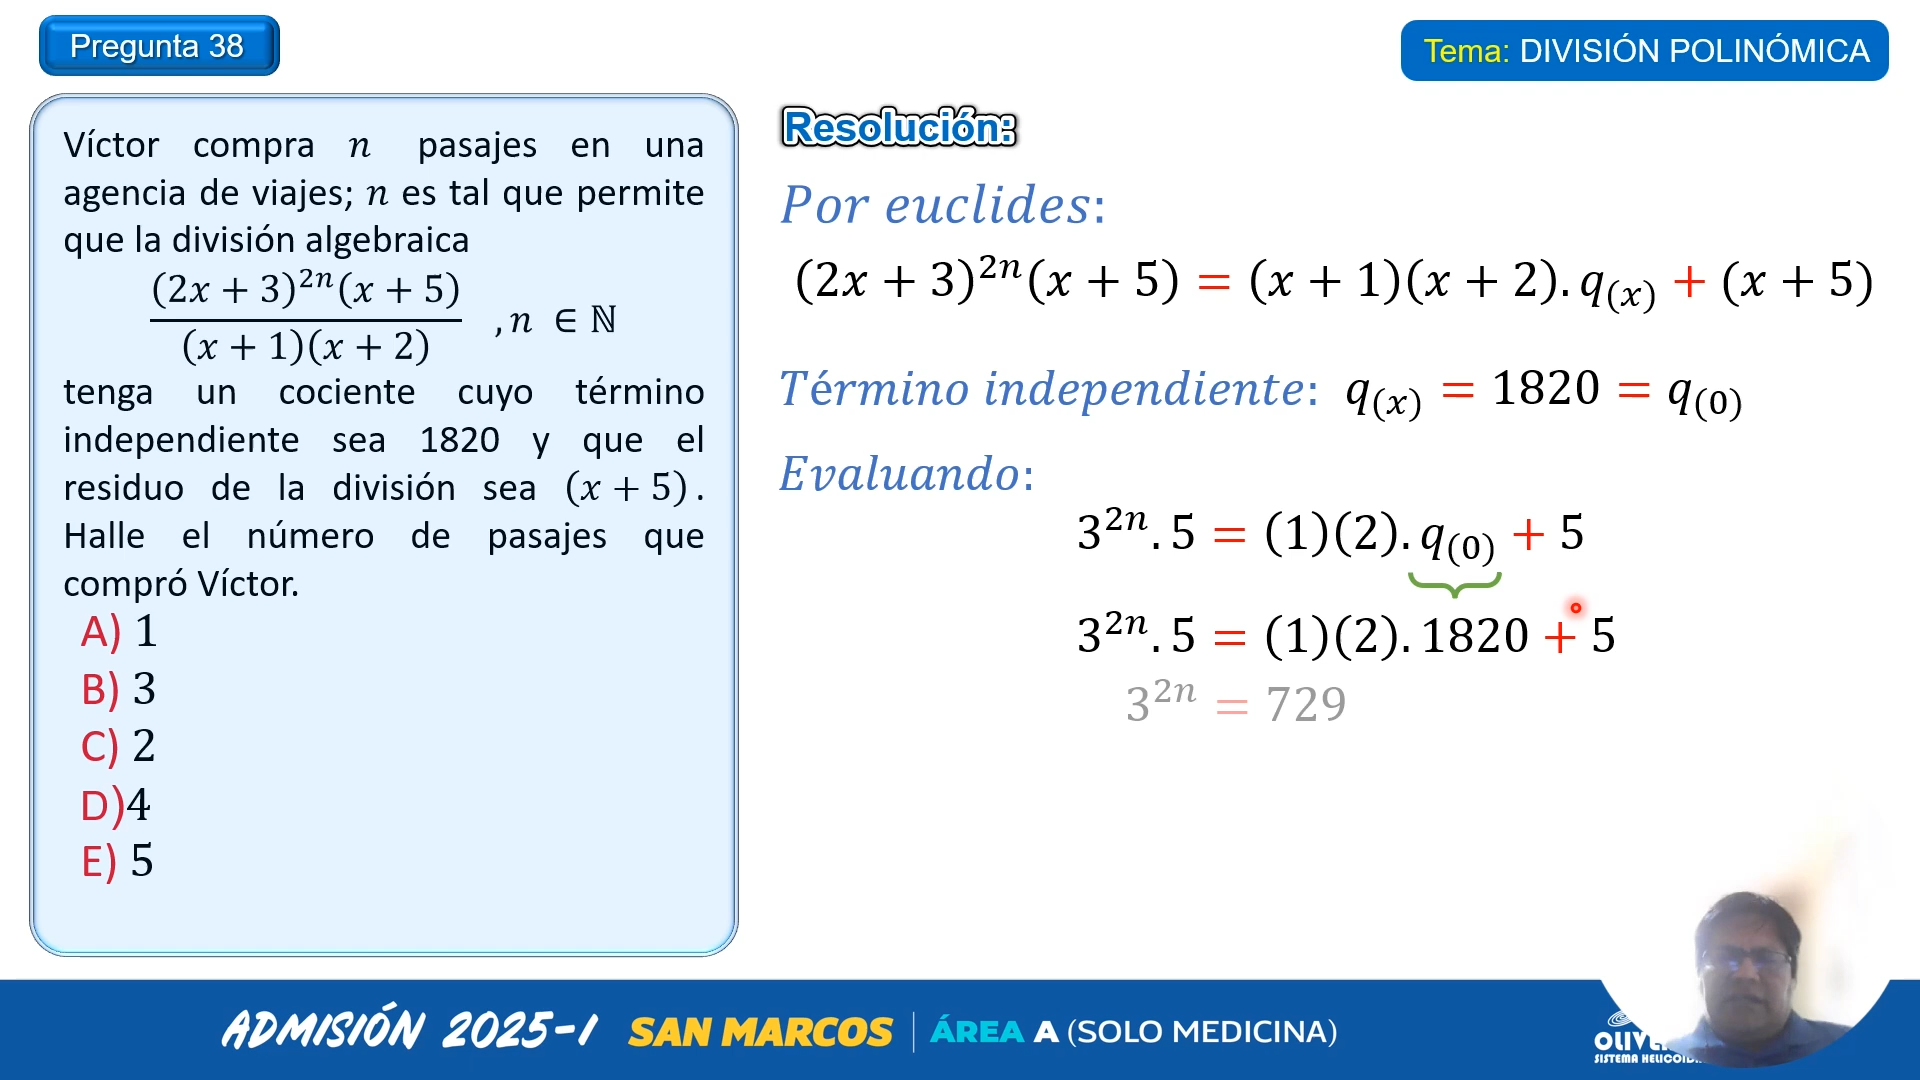 Pregunta 38
Tema: DIVISIÓN POLINÓMICA
Víctor compra n pasajes en una
agencia de viajes; n es tal que permite
que la división algebraica
(2x + 3)^{2n}(x + 5)
(x + 1)(x + 2)
, n ∈ ℕ
tenga un cociente cuyo término
independiente sea 1820 y que el
residuo de la división sea (x + 5).
Halle el número de pasajes que
compró Víctor.
A) 1
B) 3
C) 2
D)4
E) 5
Resolución:
Por euclides:
(2x + 3)^{2n}(x + 5) = (x + 1)(x + 2). q_{(x)} + (x + 5)
Término independiente: q_{(x)} = 1820 = q_{(0)}
Evaluando:
3^{2n}. 5 = (1)(2). q_{(0)} + 5
3^{2n}. 5 = (1)(2). 1820 + 5
3^{2n} = 729
ADMISIÓN 2025-I SAN MARCOS | ÁREA A (SOLO MEDICINA)
SISTEMA